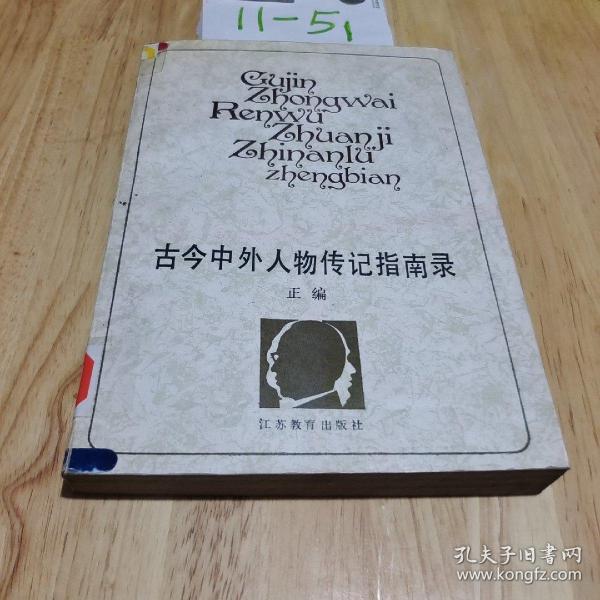 11-51
Gujin
Zhongwai
Renwu
Zhuanji
Zhinanlu
zhengbian
古今中外人物传记指南录
正编
江苏教育出版社
孔夫子旧书网
www.kongfz.com